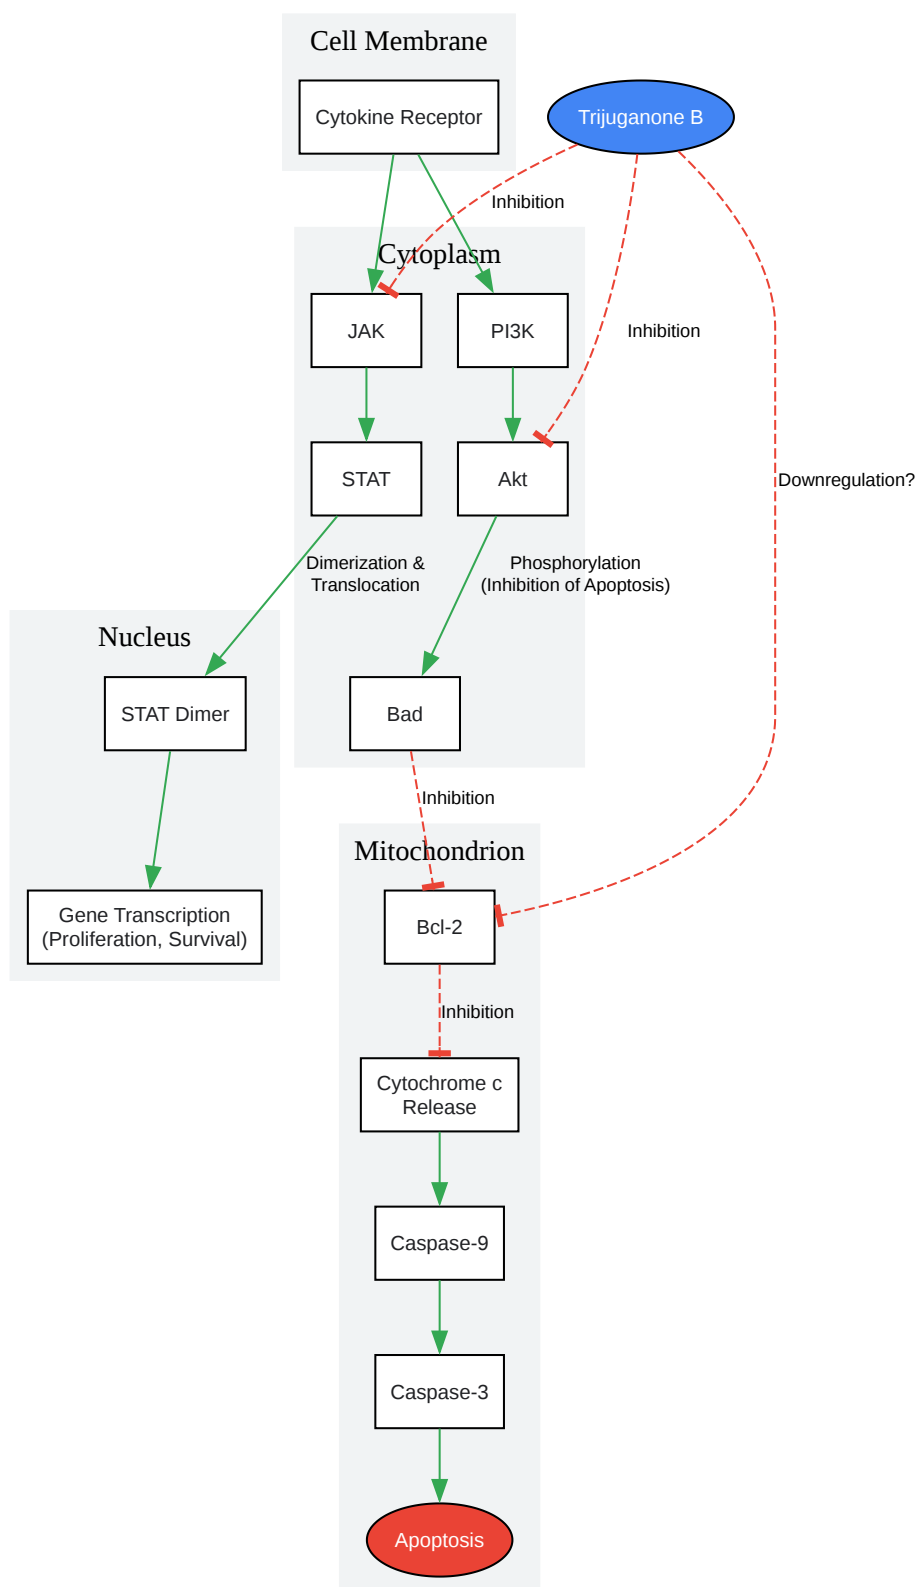 Cell Membrane
Cytokine Receptor
Trijuganone B
Inhibition
Cytoplasm
JAK
PI3K
Inhibition
STAT
Akt
Downregulation?
Dimerization &
Translocation
Phosphorylation
(Inhibition of Apoptosis)
Nucleus
STAT Dimer
Bad
Inhibition
Mitochondrion
Gene Transcription
(Proliferation, Survival)
Bcl-2
Inhibition
Cytochrome c
Release
Caspase-9
Caspase-3
Apoptosis